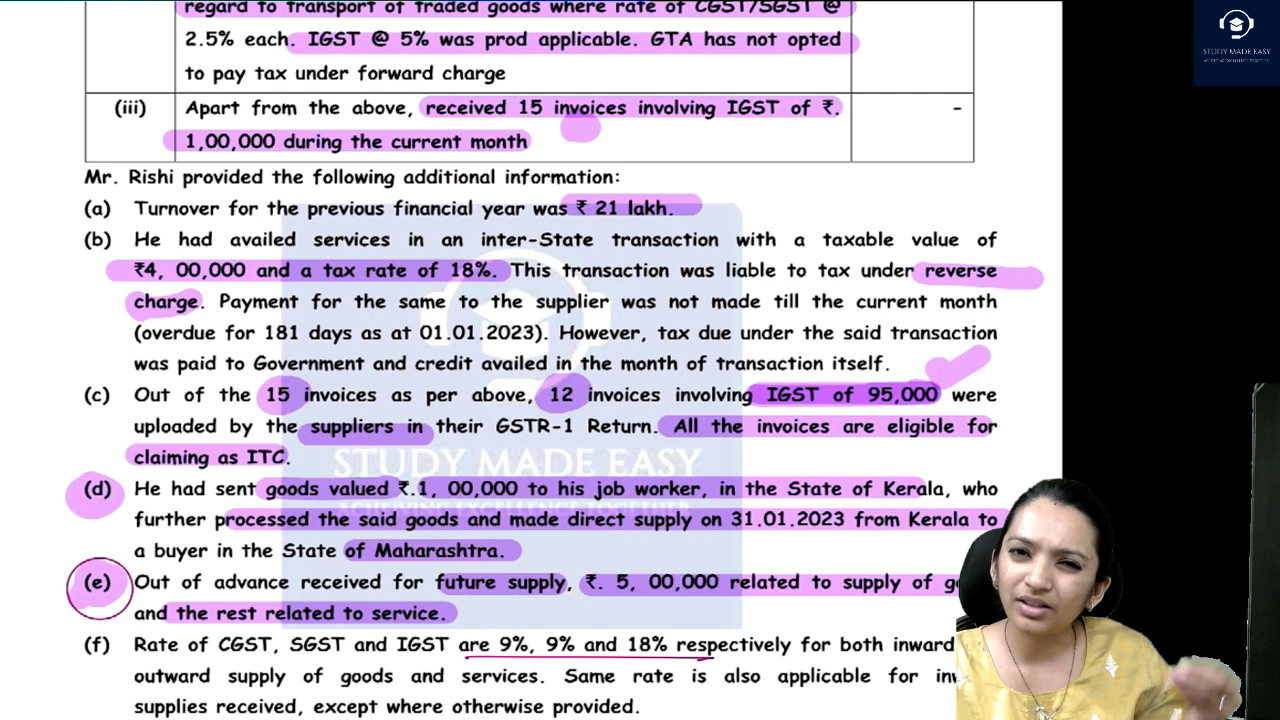 regard to transport of traded goods where rate of CGST/SGST @
2.5% each. IGST @ 5% was prod applicable. GTA has not opted
to pay tax under forward charge
(iii) Apart from the above, received 15 invoices involving IGST of ₹. -
1,00,000 during the current month
Mr. Rishi provided the following additional information:
(a) Turnover for the previous financial year was ₹ 21 lakh.
(b) He had availed services in an inter-State transaction with a taxable value of
₹4, 00,000 and a tax rate of 18%. This transaction was liable to tax under reverse
charge. Payment for the same to the supplier was not made till the current month
(overdue for 181 days as at 01.01.2023). However, tax due under the said transaction
was paid to Government and credit availed in the month of transaction itself.
(c) Out of the 15 invoices as per above, 12 invoices involving IGST of 95,000 were
uploaded by the suppliers in their GSTR-1 Return. All the invoices are eligible for
claiming as ITC.
(d) He had sent goods valued ₹.1, 00,000 to his job worker, in the State of Kerala, who
further processed the said goods and made direct supply on 31.01.2023 from Kerala to
a buyer in the State of Maharashtra.
(e) Out of advance received for future supply, ₹. 5, 00,000 related to supply of
and the rest related to service.
(f) Rate of CGST, SGST and IGST are 9%, 9% and 18% respectively for both inward
outward supply of goods and services. Same rate is also applicable for
supplies received, except where otherwise provided.
STUDY MADE EASY
STUDY MADE EASY